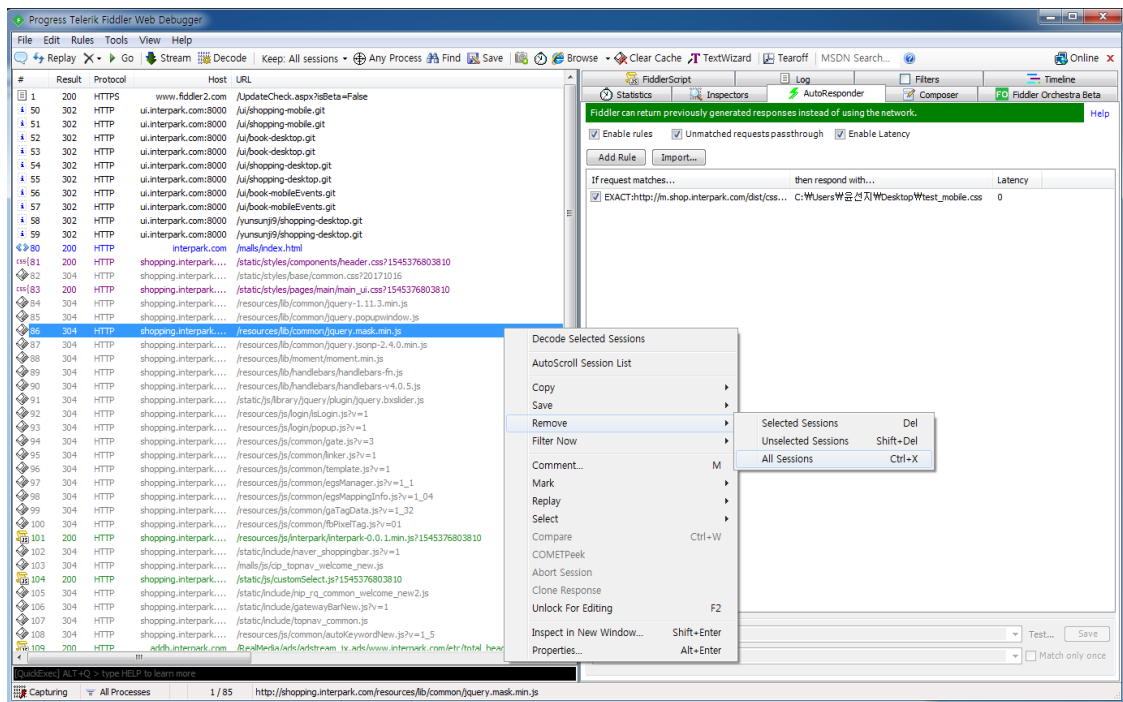 Progress Telerik Fiddler Web Debugger
File Edit Rules Tools View Help
Replay Go Stream Decode Keep: All sessions Any Process Find Save Browse Clear Cache TextWizard Tearoff MSDN Search... Online
# Result Protocol Host URL
1 200 HTTPS www.fiddler2.com /UpdateCheck.aspx?isBeta=False
50 302 HTTP ui.interpark.com:8000 /ui/shopping-mobile.git
51 302 HTTP ui.interpark.com:8000 /ui/shopping-mobile.git
52 302 HTTP ui.interpark.com:8000 /ui/book-desktop.git
53 302 HTTP ui.interpark.com:8000 /ui/book-desktop.git
54 302 HTTP ui.interpark.com:8000 /ui/shopping-desktop.git
55 302 HTTP ui.interpark.com:8000 /ui/shopping-desktop.git
56 302 HTTP ui.interpark.com:8000 /ui/book-mobileEvents.git
57 302 HTTP ui.interpark.com:8000 /ui/book-mobileEvents.git
58 302 HTTP ui.interpark.com:8000 /yunsunji9/shopping-desktop.git
59 302 HTTP ui.interpark.com:8000 /yunsunji9/shopping-desktop.git
80 200 HTTP interpark.com /malls/index.html
81 200 HTTP shopping.interpark.... /static/styles/components/header.css?1545376803810
82 304 HTTP shopping.interpark.... /static/styles/base/common.css?20171016
83 200 HTTP shopping.interpark.... /static/styles/pages/main/main_ui.css?1545376803810
84 304 HTTP shopping.interpark.... /resources/lib/common/jquery-1.11.3.min.js
85 304 HTTP shopping.interpark.... /resources/lib/common/jquery.popupwindow.js
86 304 HTTP shopping.interpark.... /resources/lib/common/jquery.mask.min.js
87 304 HTTP shopping.interpark.... /resources/lib/common/jquery.jsonp-2.4.0.min.js
88 304 HTTP shopping.interpark.... /resources/lib/moment/moment.min.js
89 304 HTTP shopping.interpark.... /resources/lib/handlebars/handlebars-fn.js
90 304 HTTP shopping.interpark.... /resources/lib/handlebars/handlebars-v4.0.5.js
91 304 HTTP shopping.interpark.... /static/js/library/jquery/plugin/jquery.bxslider.js
92 304 HTTP shopping.interpark.... /resources/js/login/isLogin.js?v=1
93 304 HTTP shopping.interpark.... /resources/js/login/popup.js?v=1
94 304 HTTP shopping.interpark.... /resources/js/common/gate.js?v=3
95 304 HTTP shopping.interpark.... /resources/js/common/linker.js?v=1
96 304 HTTP shopping.interpark.... /resources/js/common/template.js?v=1
97 304 HTTP shopping.interpark.... /resources/js/common/egsManager.js?v=1_1
98 304 HTTP shopping.interpark.... /resources/js/common/egsMappingInfo.js?v=1_04
99 304 HTTP shopping.interpark.... /resources/js/common/gaTagData.js?v=1_32
100 304 HTTP shopping.interpark.... /resources/js/common/fbPixelTag.js?v=01
101 200 HTTP shopping.interpark.... /resources/js/interpark/interpark-0.0.1.min.js?1545376803810
102 304 HTTP shopping.interpark.... /static/include/naver_shoppingbar.js?v=1
103 304 HTTP shopping.interpark.... /malls/js/cip_topnav_welcome_new.js
104 200 HTTP shopping.interpark.... /static/js/customSelect.js?1545376803810
105 304 HTTP shopping.interpark.... /static/include/nip_rq_common_welcome_new2.js
106 304 HTTP shopping.interpark.... /static/include/gatewayBarNew.js?v=1
107 304 HTTP shopping.interpark.... /static/include/topnav_common.js
108 304 HTTP shopping.interpark.... /resources/js/common/autoKeywordNew.js?v=1_5
109 200 HTTP addb.interpark.com /RealMedia/ads/adstream_jx.ads/www.interpark.com/etc/total_head
[QuickExec] ALT+Q > type HELP to learn more
Capturing All Processes 1 / 85 http://shopping.interpark.com/resources/lib/common/jquery.mask.min.js
FiddlerScript Log Filters Timeline
Statistics Inspectors AutoResponder Composer FO Fiddler Orchestra Beta
Fiddler can return previously generated responses instead of using the network. Help
Enable rules Unmatched requests passthrough Enable Latency
Add Rule Import...
If request matches... then respond with... Latency
EXACT:http://m.shop.interpark.com/dist/css... C:₩Users₩윤선지₩Desktop₩test_mobile.css 0
Test... Save
Match only once
Decode Selected Sessions
AutoScroll Session List
Copy
Save
Remove
Filter Now
Comment... M
Mark
Replay
Select
Compare Ctrl+W
COMETPeek
Abort Session
Clone Response
Unlock For Editing F2
Inspect in New Window... Shift+Enter
Properties... Alt+Enter
Selected Sessions Del
Unselected Sessions Shift+Del
All Sessions Ctrl+X